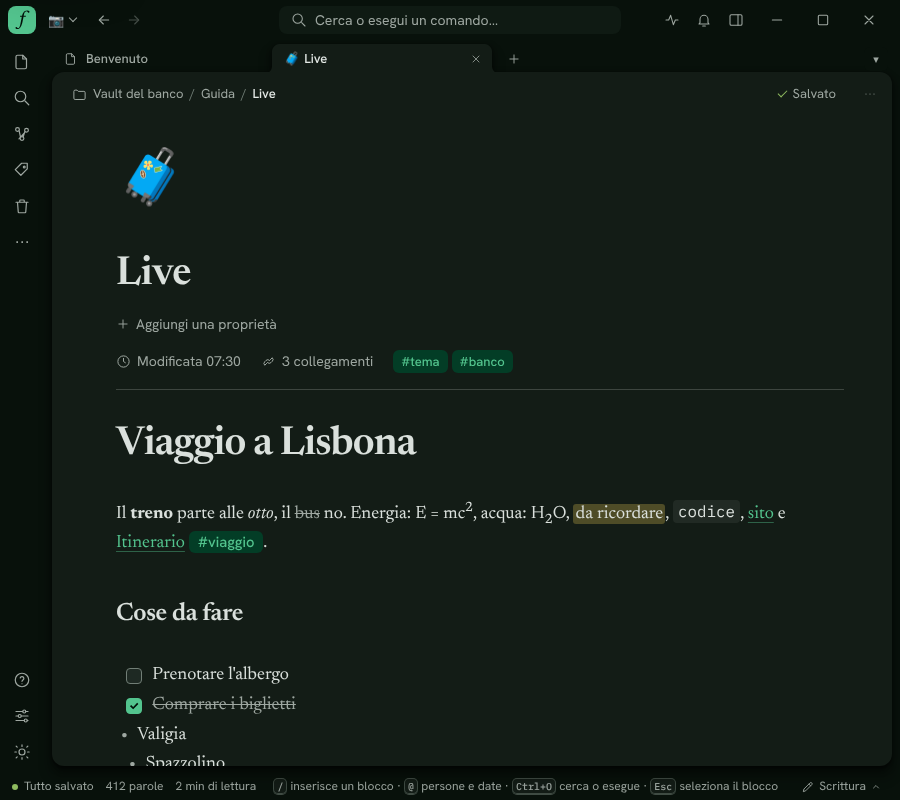 f
Cerca o esegui un comando...
Benvenuto
Live
Vault del banco / Guida / Live
Salvato
Live
Aggiungi una proprietà
Modificata 07:30 3 collegamenti #tema #banco
Viaggio a Lisbona
Il treno parte alle otto, il bus no. Energia: E = mc², acqua: H₂O, da ricordare, codice, sito e
Itinerario #viaggio.
Cose da fare
Prenotare l'albergo
Comprare i biglietti
• Valigia
• Spazzolino
Tutto salvato 412 parole 2 min di lettura / inserisce un blocco · @ persone e date · Ctrl+O cerca o esegue · Esc seleziona il blocco Scrittura